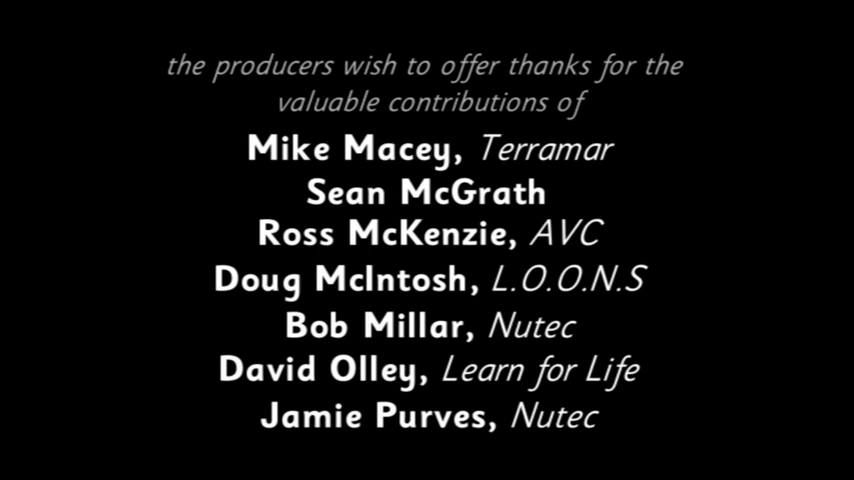 the producers wish to offer thanks for the
valuable contributions of
Mike Macey, Terramar
Sean McGrath
Ross McKenzie, AVC
Doug McIntosh, L.O.O.N.S
Bob Millar, Nutec
David Olley, Learn for Life
Jamie Purves, Nutec